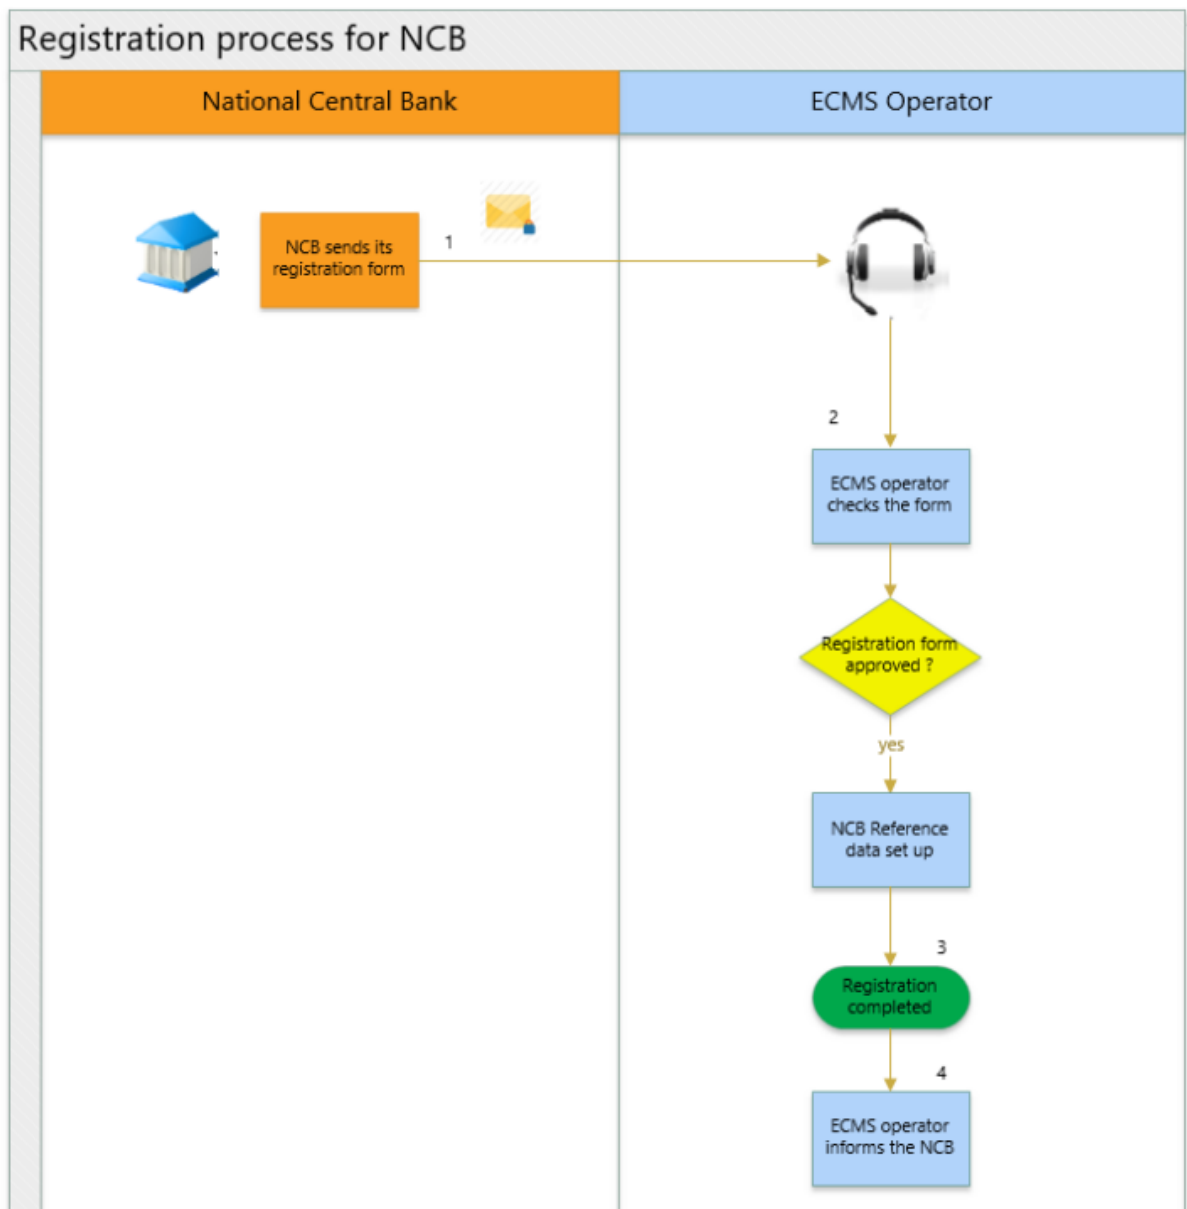 Registration process for NCB
National Central Bank
ECMS Operator
NCB sends its
registration form
1
2
ECMS operator
checks the form
Registration form
approved ?
yes
NCB Reference
data set up
3
Registration
completed
4
ECMS operator
informs the NCB